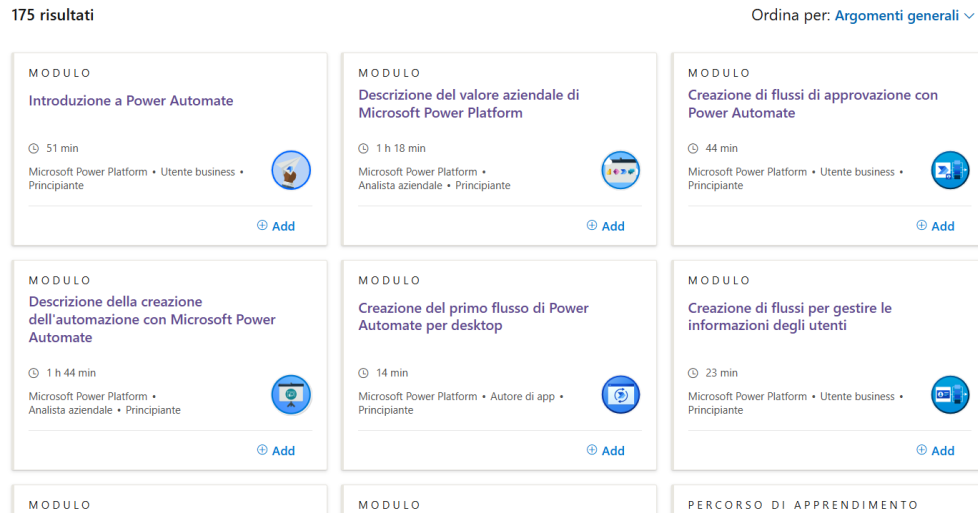 175 risultati
Ordina per: Argomenti generali
MODULO
Introduzione a Power Automate
51 min
Microsoft Power Platform • Utente business •
Principiante
Add
MODULO
Descrizione del valore aziendale di
Microsoft Power Platform
1 h 18 min
Microsoft Power Platform •
Analista aziendale • Principiante
Add
MODULO
Creazione di flussi di approvazione con
Power Automate
44 min
Microsoft Power Platform • Utente business •
Principiante
Add
MODULO
Descrizione della creazione
dell'automazione con Microsoft Power
Automate
1 h 44 min
Microsoft Power Platform •
Analista aziendale • Principiante
Add
MODULO
Creazione del primo flusso di Power
Automate per desktop
14 min
Microsoft Power Platform • Autore di app •
Principiante
Add
MODULO
Creazione di flussi per gestire le
informazioni degli utenti
23 min
Microsoft Power Platform • Utente business •
Principiante
Add
MODULO
MODULO
PERCORSO DI APPRENDIMENTO